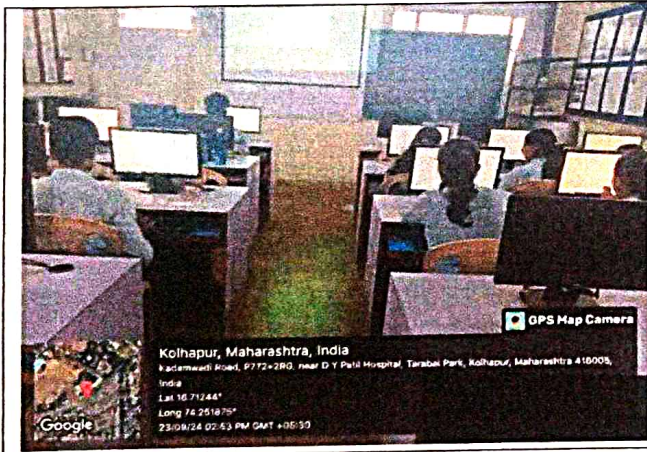 GPS Map Camera
Kolhapur, Maharashtra, India
Kadamwadi Road, P772+2RG, near D Y Patil Hospital, Tarabai Park, Kolhapur, Maharashtra 416005,
India
Lat 16.71244°
Long 74.251875°
23/09/24 02:53 PM GMT +05:30
Google